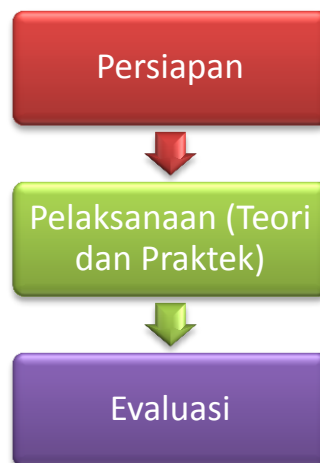 Persiapan
Pelaksanaan (Teori
dan Praktek)
Evaluasi